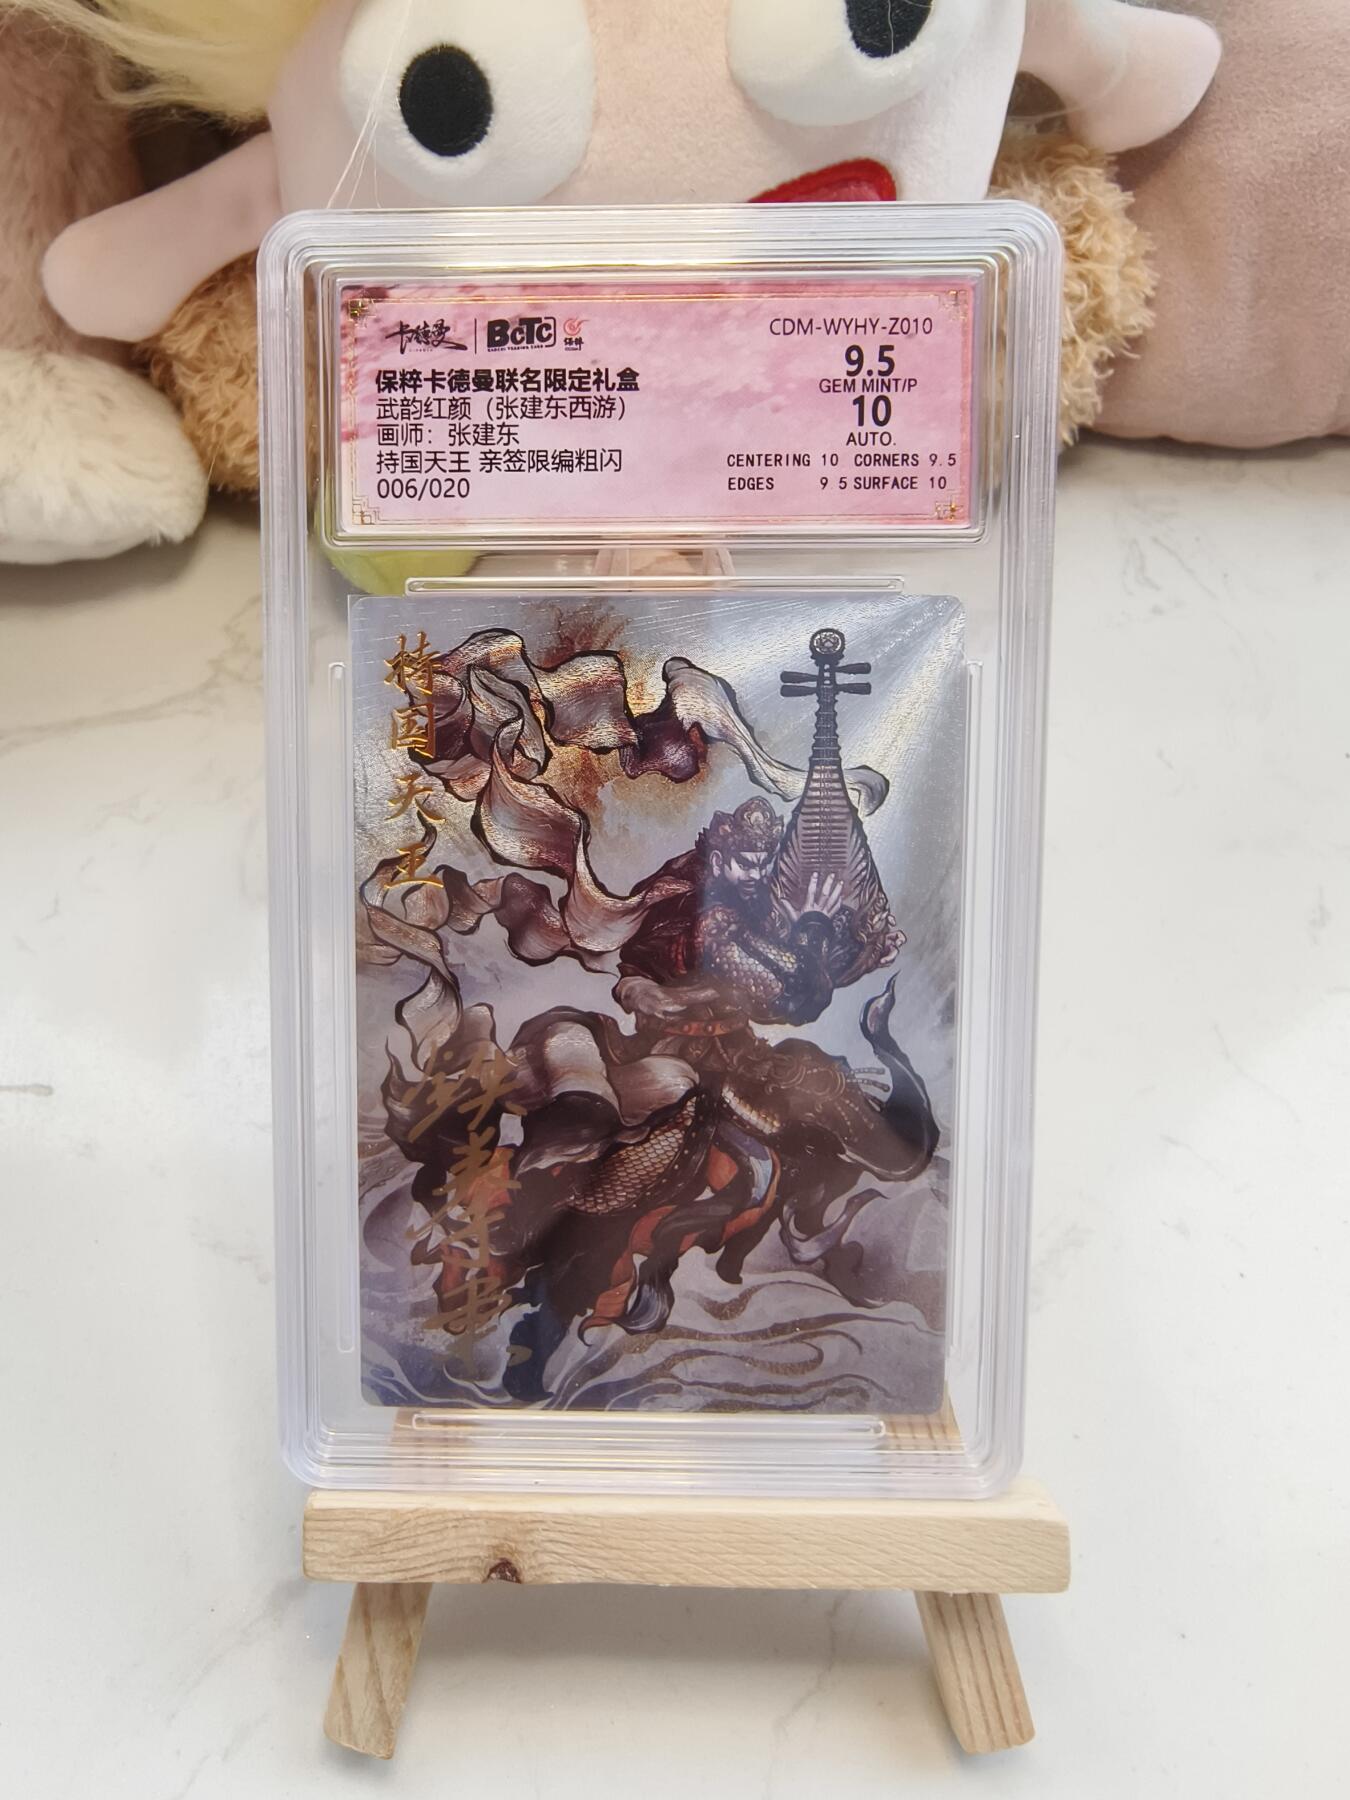 卡德曼 BCTC 保粹
CDM-WYHY-Z010
保粹卡德曼联名限定礼盒
武韵红颜（张建东西游）
画师：张建东
持国天王 亲签限编粗闪
006/020
9.5
GEM MINT/P
10
AUTO.
CENTERING 10 CORNERS 9.5
EDGES 9.5 SURFACE 10
持国天王